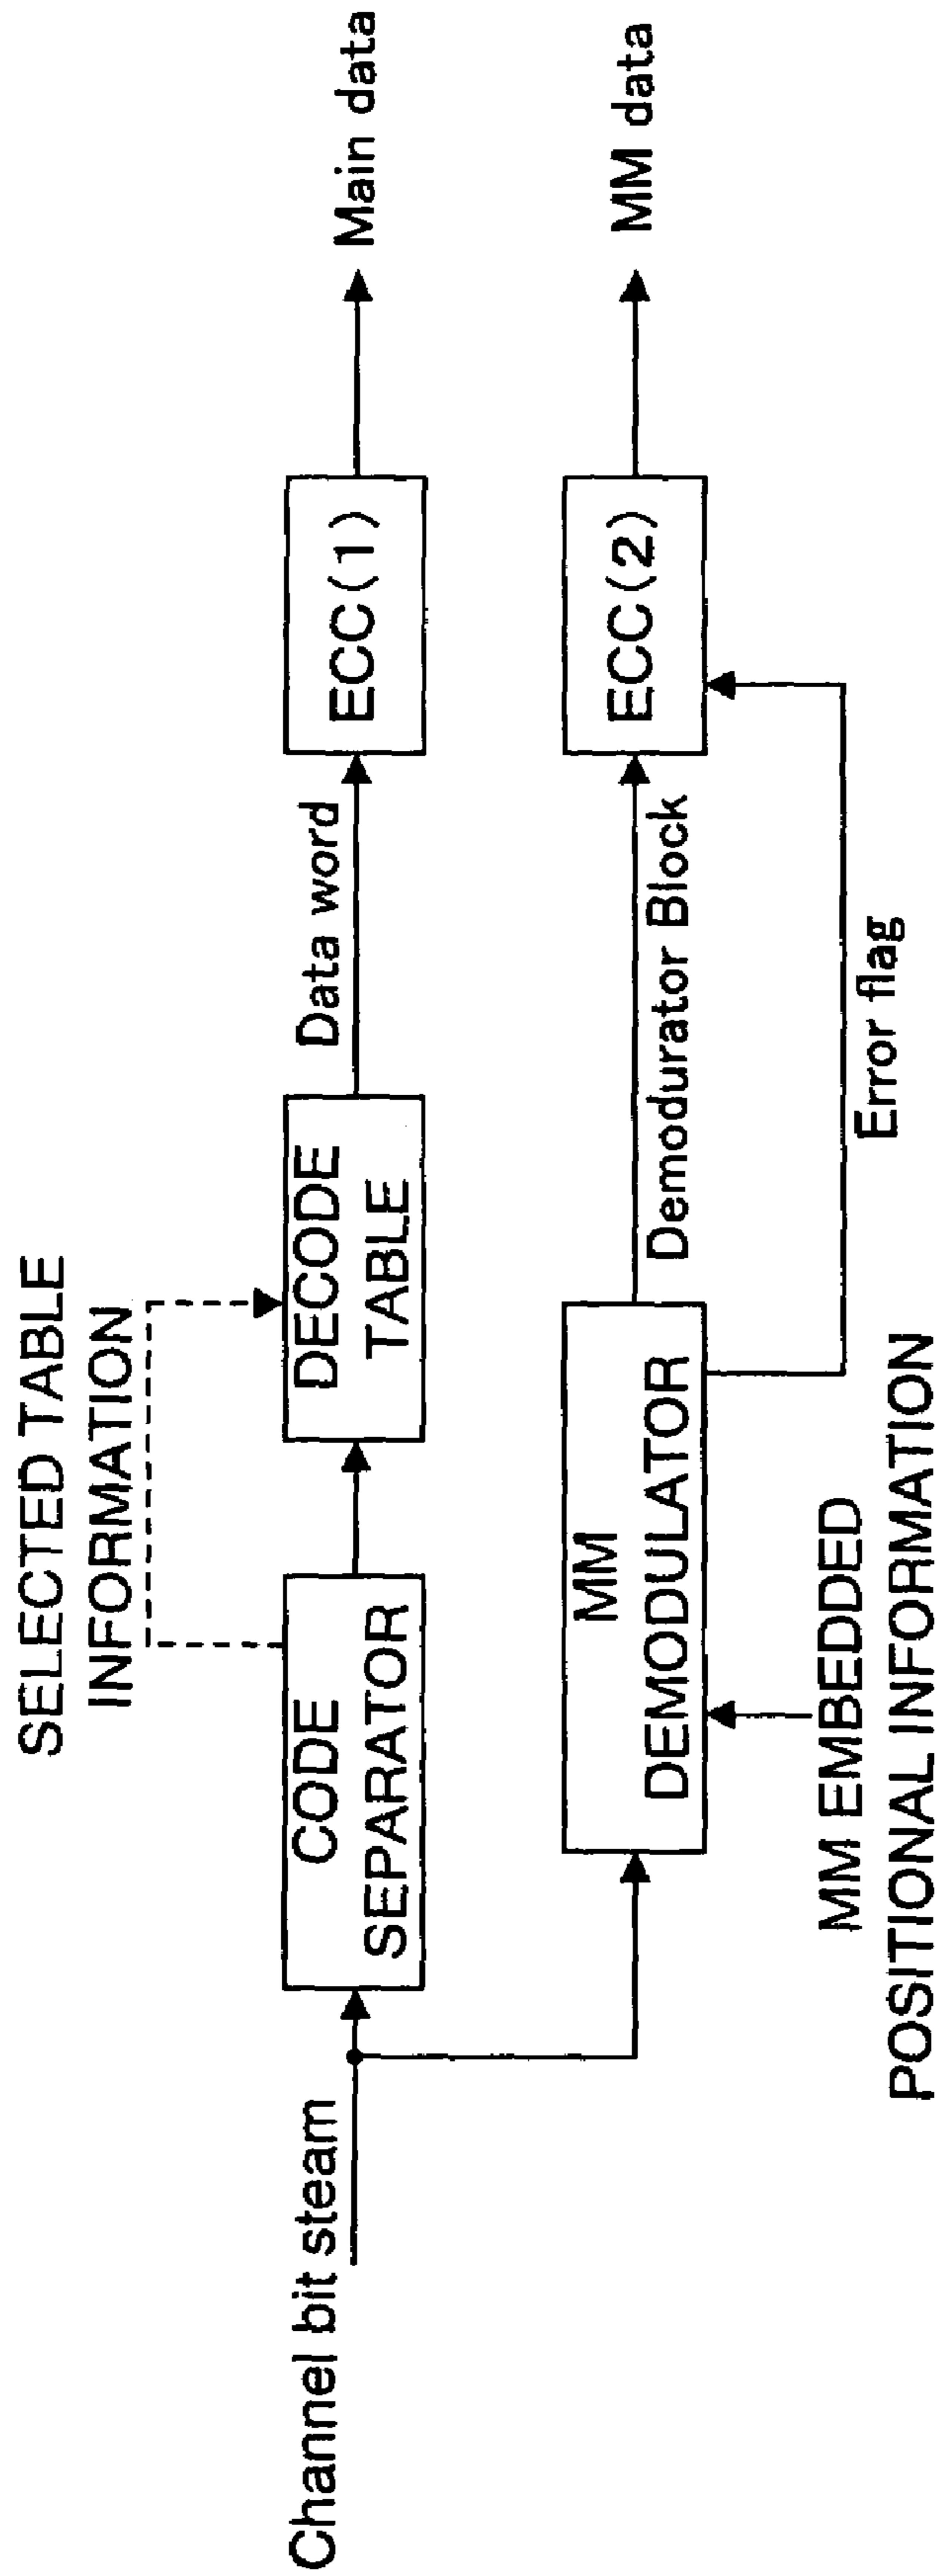 SELECTED TABLE
INFORMATION
Channel bit steam
CODE
SEPARATOR
DECODE
TABLE
Data word
ECC(1)
Main data
MM
DEMODULATOR
Demodurator Block
ECC(2)
MM data
Error flag
MM EMBEDDED
POSITIONAL INFORMATION